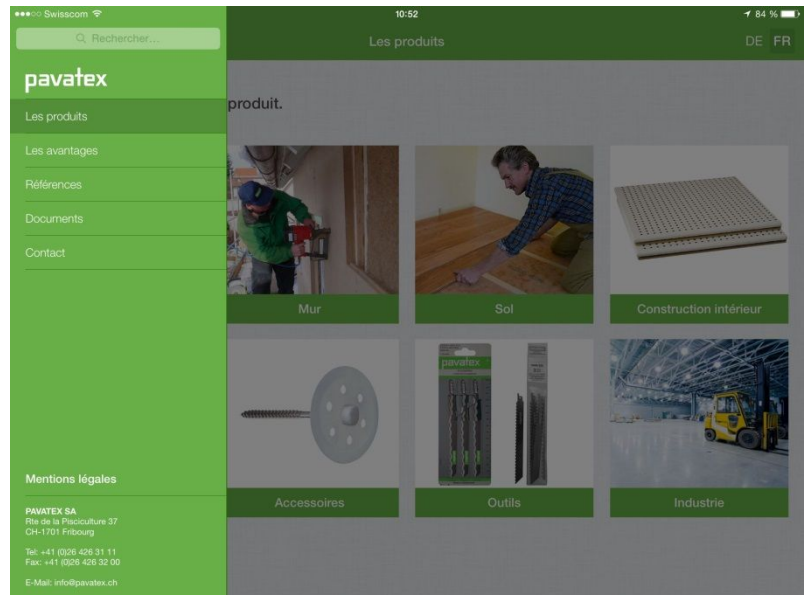 Swisscom
10:52
84 %
Rechercher...
Les produits
DE FR
pavatex
produit.
Les produits
Les avantages
Références
Documents
Contact
Mur
Sol
Construction intérieur
pavatex
Accessoires
Outils
Industrie
Mentions légales
PAVATEX SA
Rte de la Pisciculture 37
CH-1701 Fribourg
Tel: +41 (0)26 426 31 11
Fax: +41 (0)26 426 32 00
E-Mail: info@pavatex.ch